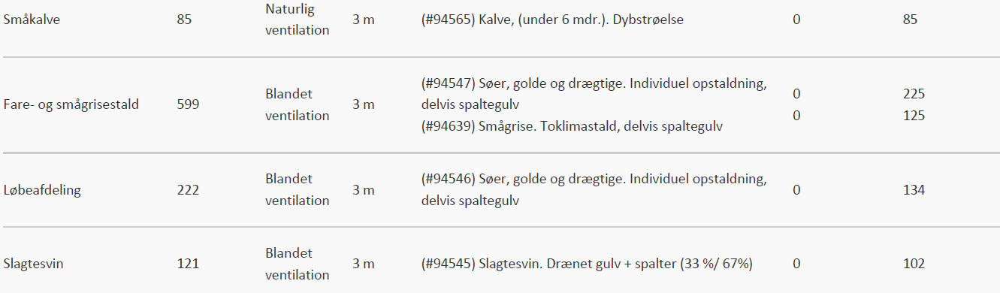 Småkalve 85 Naturlig ventilation 3 m (#94565) Kalve, (under 6 mdr.). Dybstrøelse 0 85
Fare- og smågrisestald 599 Blandet ventilation 3 m (#94547) Søer, golde og drægtige. Individuel opstaldning, delvis spaltegulv 0 225
(#94639) Smågrise. Toklimastald, delvis spaltegulv 0 125
Løbeafdeling 222 Blandet ventilation 3 m (#94546) Søer, golde og drægtige. Individuel opstaldning, delvis spaltegulv 0 134
Slagtesvin 121 Blandet ventilation 3 m (#94545) Slagtesvin. Drænet gulv + spalter (33 %/ 67%) 0 102